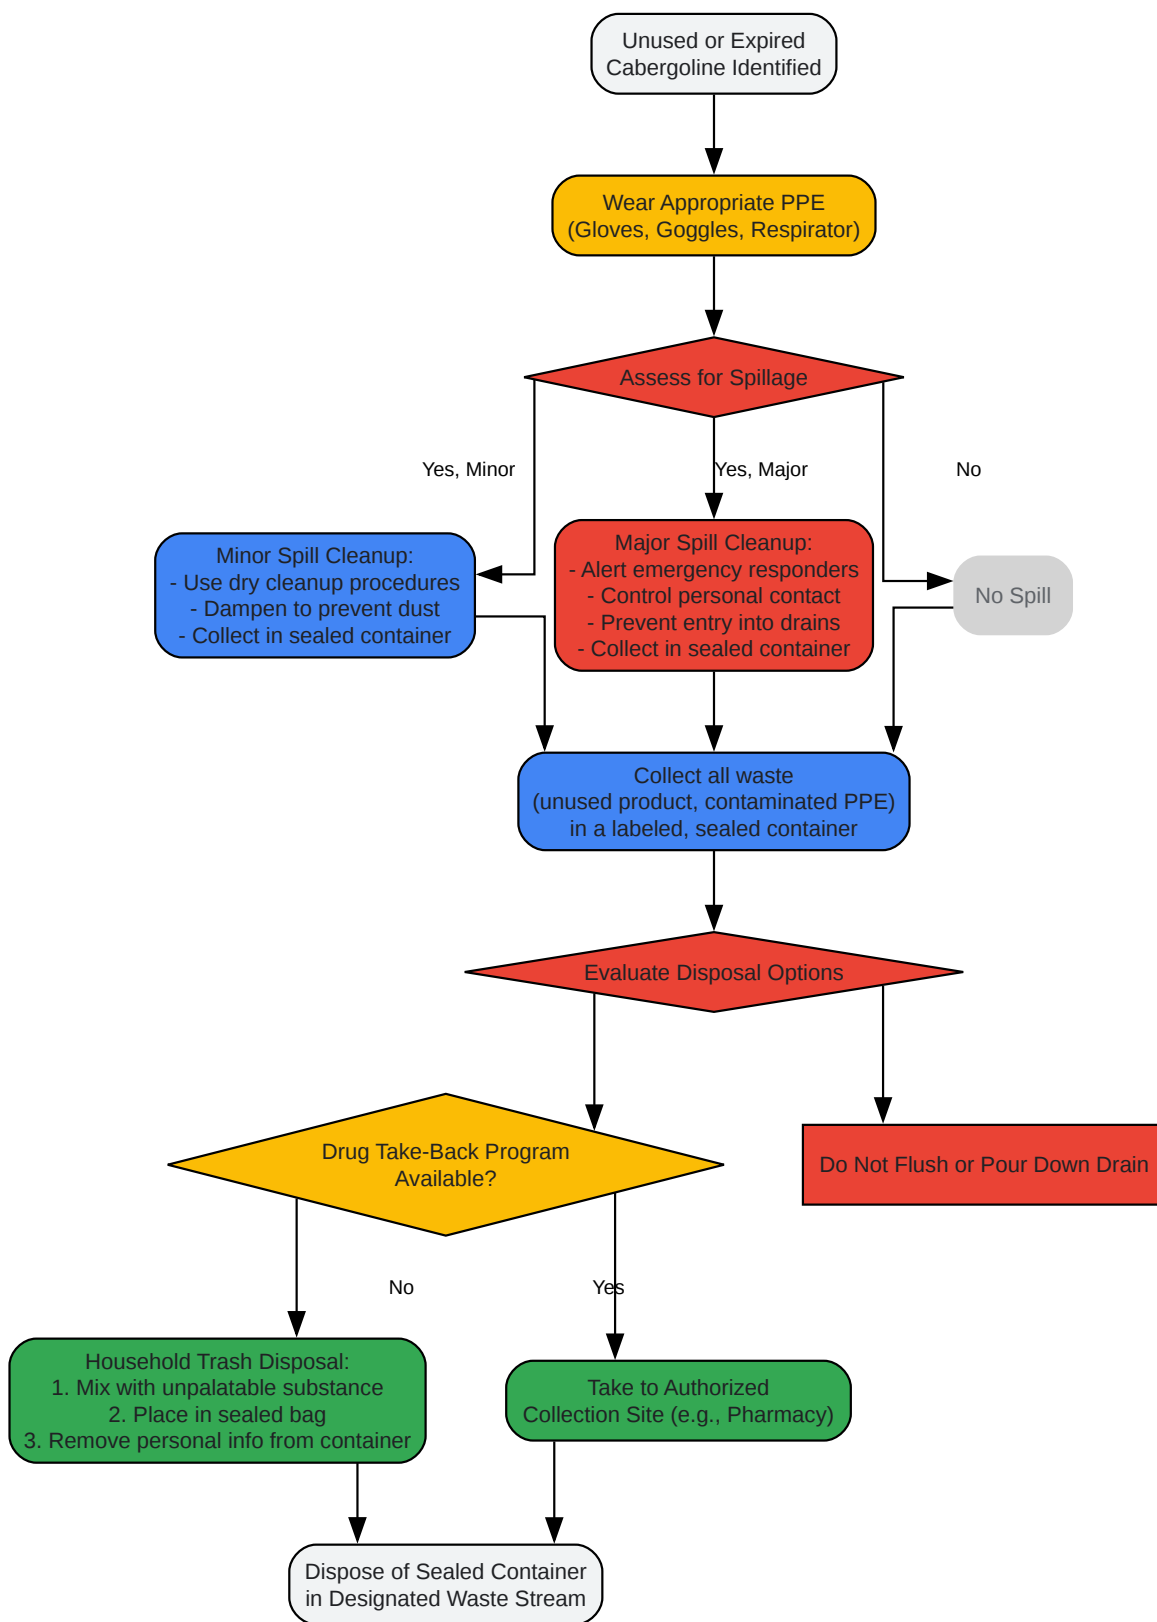 Unused or Expired
Cabergoline Identified
Wear Appropriate PPE
(Gloves, Goggles, Respirator)
Assess for Spillage
Yes, Minor
Yes, Major
No
Minor Spill Cleanup:
- Use dry cleanup procedures
- Dampen to prevent dust
- Collect in sealed container
Major Spill Cleanup:
- Alert emergency responders
- Control personal contact
- Prevent entry into drains
- Collect in sealed container
No Spill
Collect all waste
(unused product, contaminated PPE)
in a labeled, sealed container
Evaluate Disposal Options
Drug Take-Back Program
Available?
Do Not Flush or Pour Down Drain
No
Yes
Household Trash Disposal:
1. Mix with unpalatable substance
2. Place in sealed bag
3. Remove personal info from container
Take to Authorized
Collection Site (e.g., Pharmacy)
Dispose of Sealed Container
in Designated Waste Stream